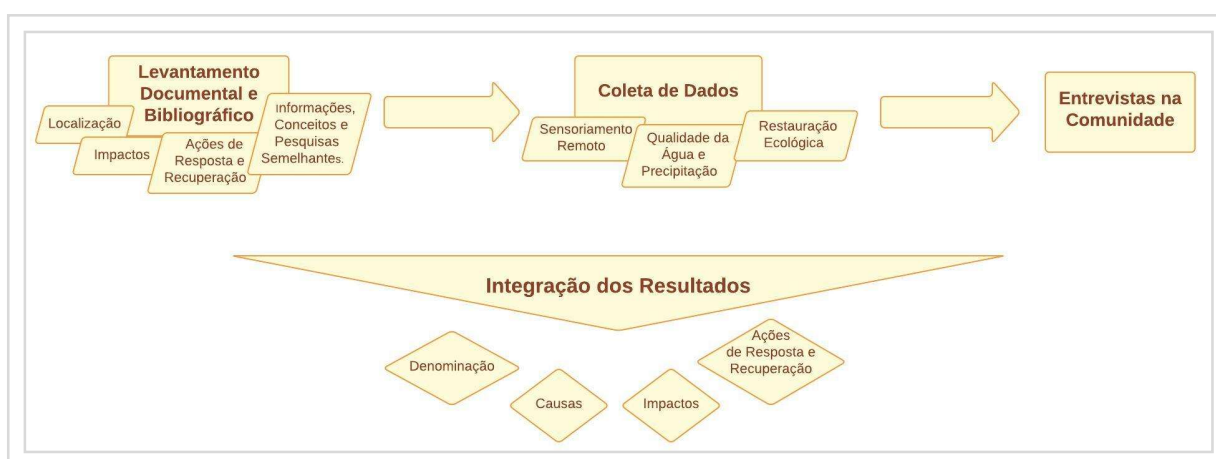 Levantamento
Documental e
Bibliográfico
Localização
Impactos
Ações de
Resposta e
Recuperação
Informações,
Conceitos e
Pesquisas
Semelhantes.
Coleta de Dados
Sensoriamento
Remoto
Qualidade da
Água e
Precipitação
Restauração
Ecológica
Entrevistas na
Comunidade
Integração dos Resultados
Denominação
Causas
Impactos
Ações
de Resposta e
Recuperação